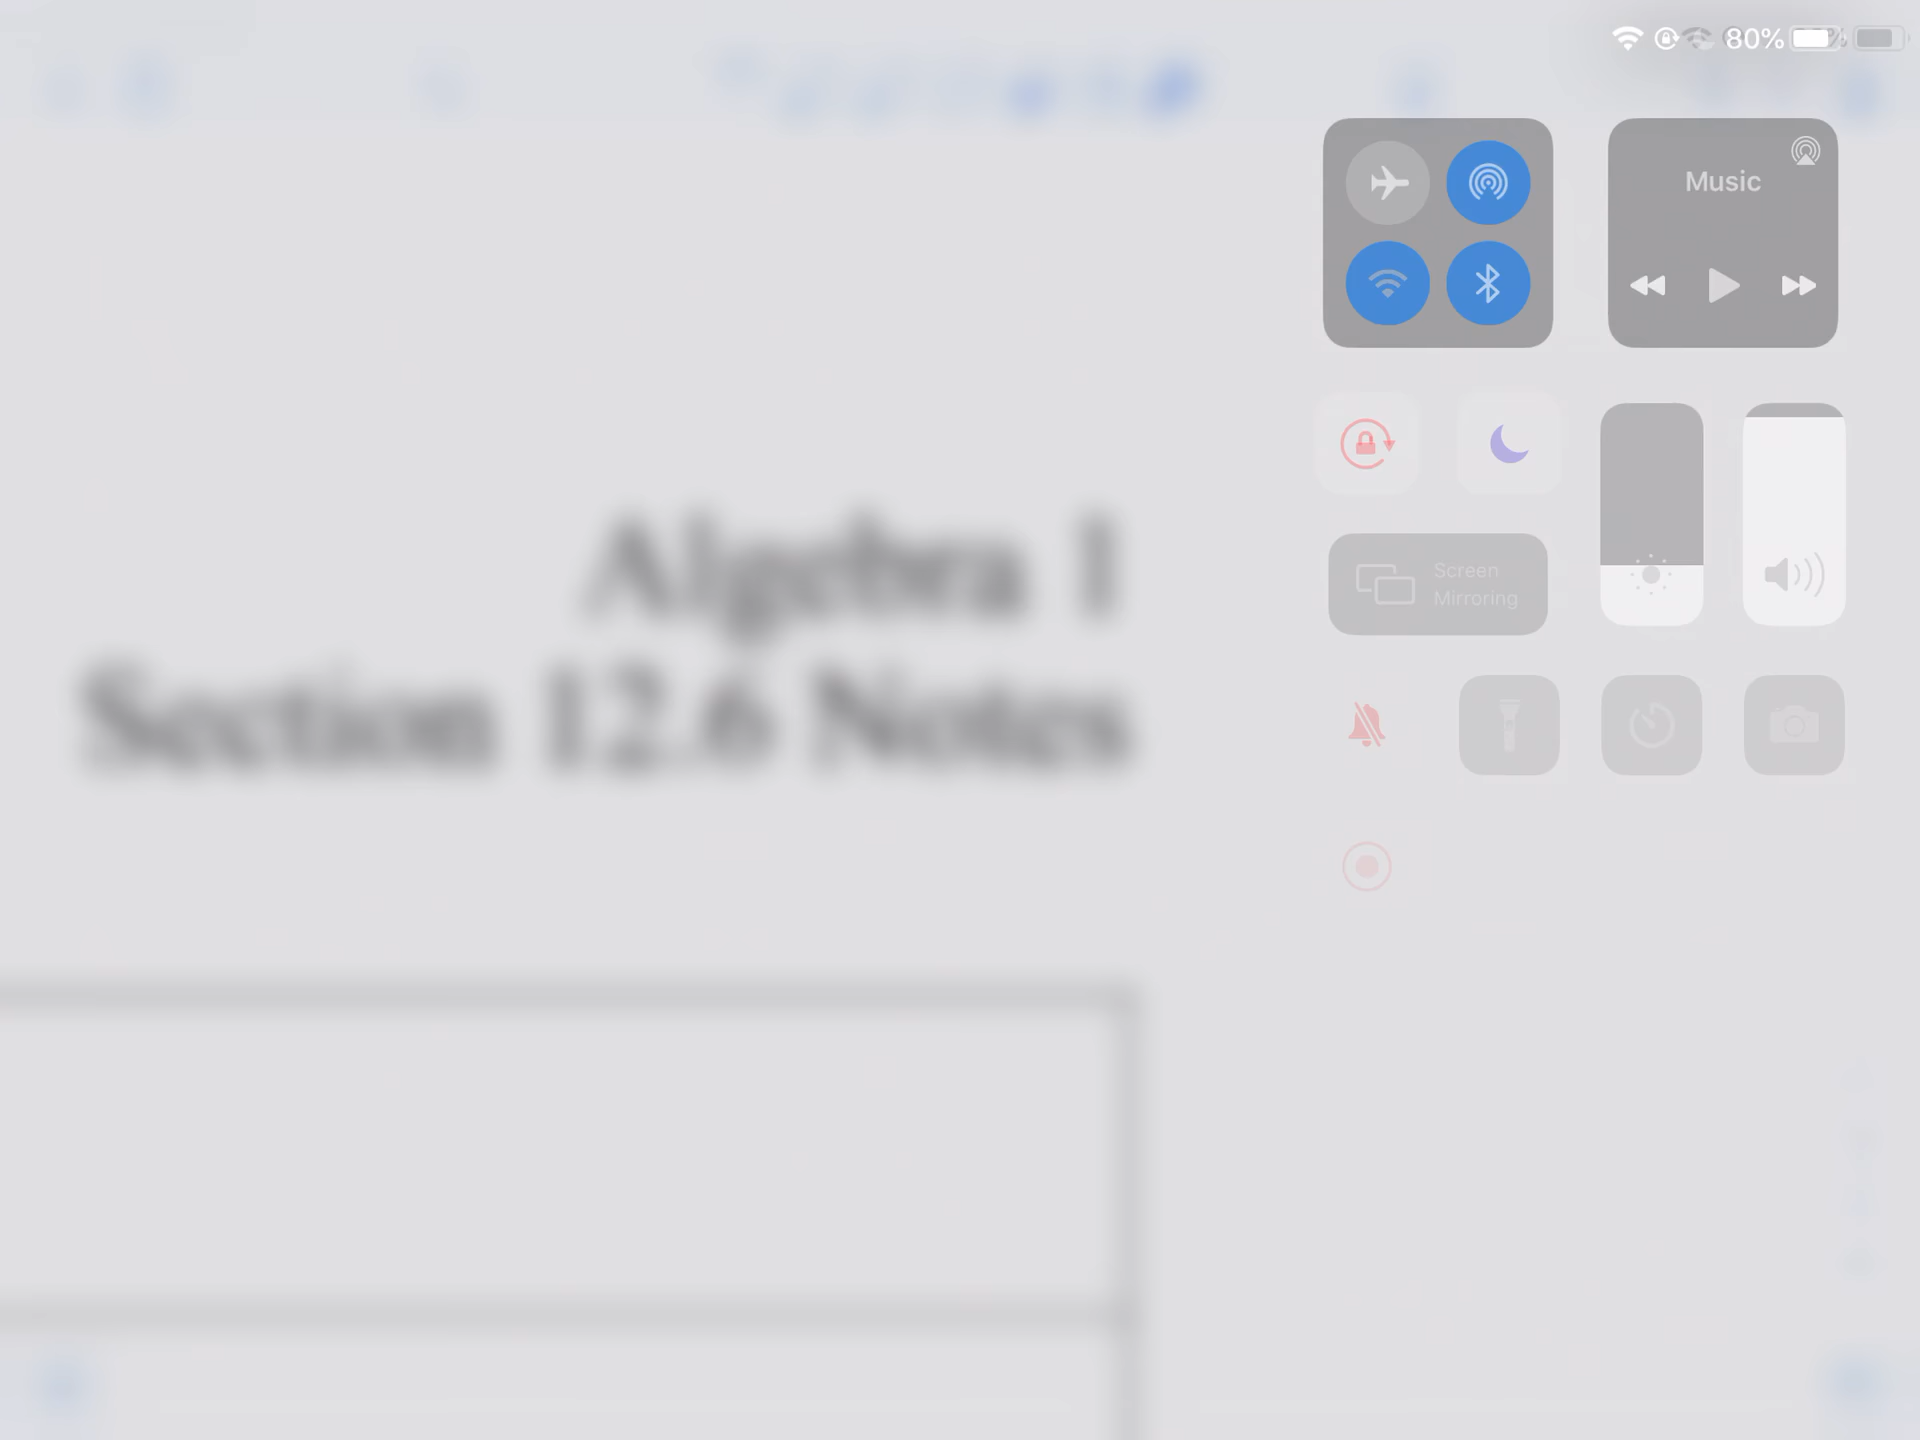 80%
Music
Algebra 1
Screen
Mirroring
Section 12.6 Notes